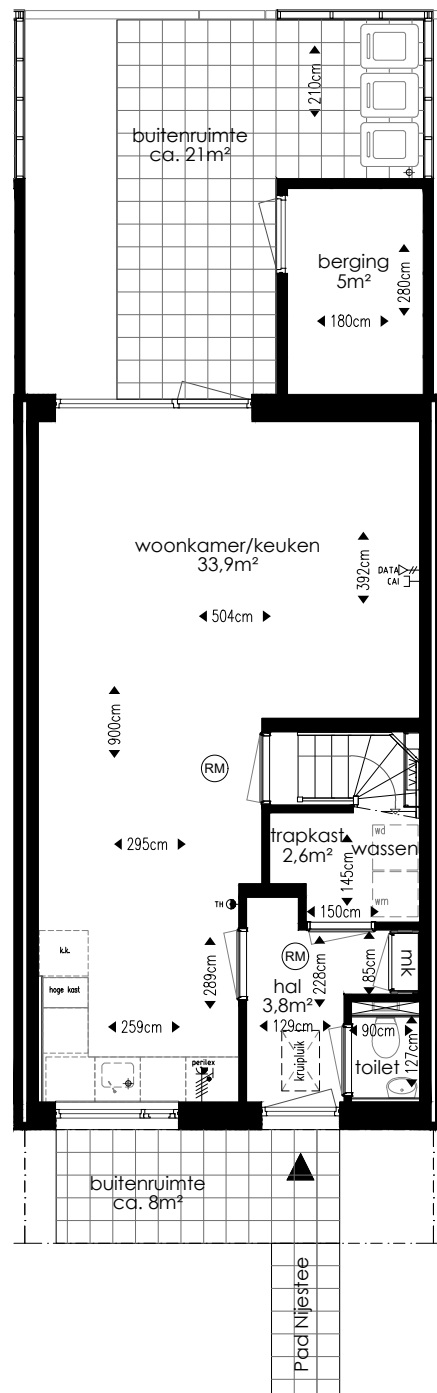 210cm
buitenruimte
ca. 21m²
berging
5m²
280cm
180cm
woonkamer/keuken
33,9m²
392cm
DATA
CAI
504cm
900cm
RM
wd
trapkast
wassen
2,6m²
295cm
145cm
wm
TH
150cm
k.k.
RM
289cm
228cm
85cm
mk
hoge kast
hal
3,8m²
259cm
129cm
90cm
127cm
kruipluik
toilet
perilex
buitenruimte
ca. 8m²
Pad Nijestee